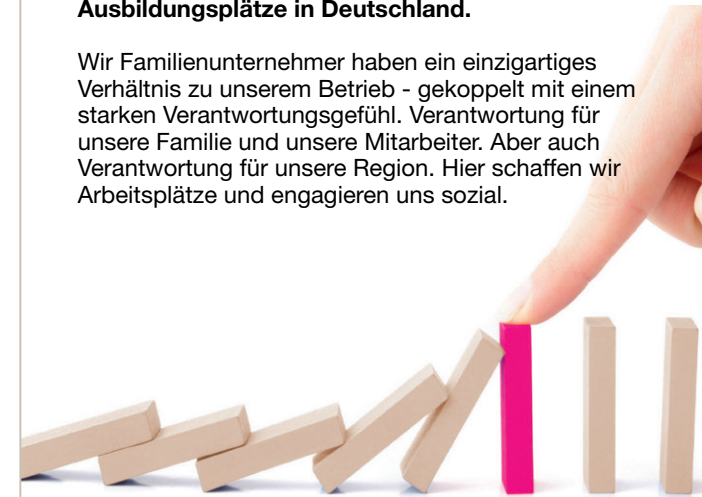 Ausbildungsplätze in Deutschland.
Wir Familienunternehmer haben ein einzigartiges
Verhältnis zu unserem Betrieb - gekoppelt mit einem
starken Verantwortungsgefühl. Verantwortung für
unsere Familie und unsere Mitarbeiter. Aber auch
Verantwortung für unsere Region. Hier schaffen wir
Arbeitsplätze und engagieren uns sozial.